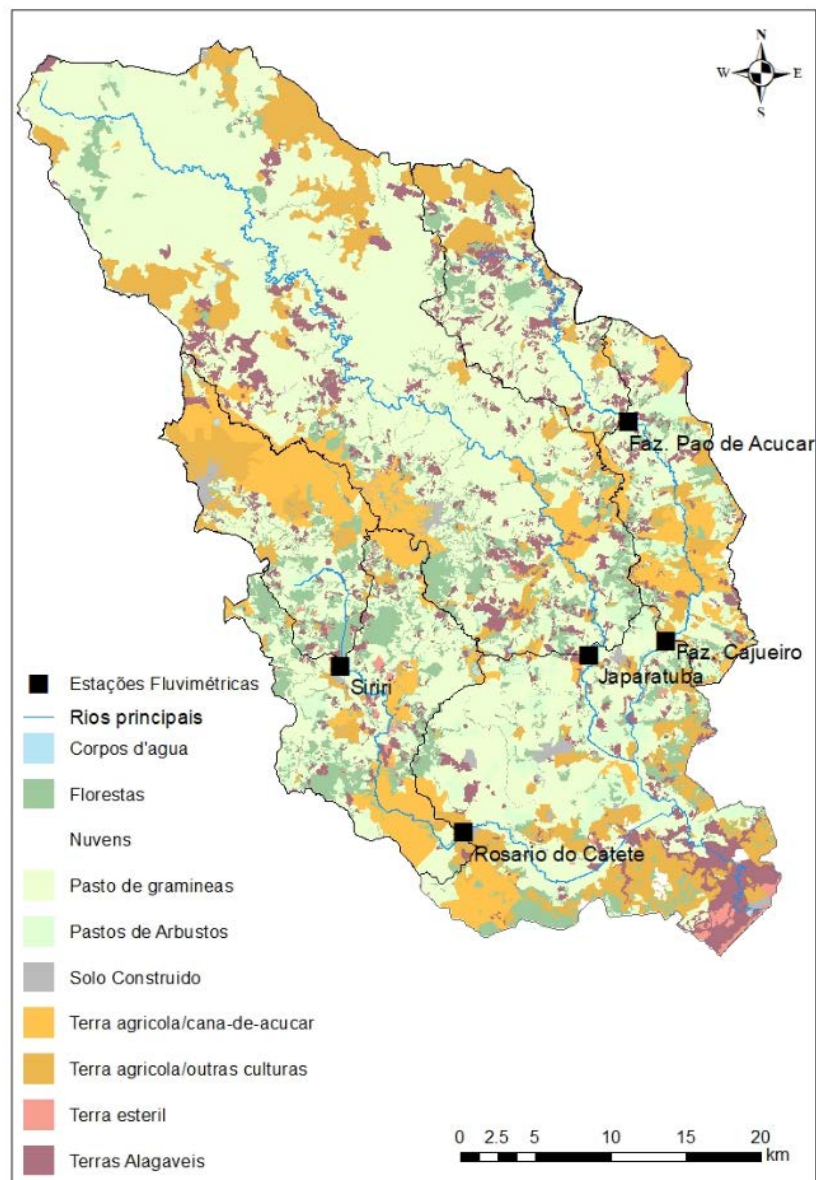 N
W E
S
Faz. Pao de Acucar
Faz. Cajueiro
Japaratuba
Siriri
Rosario do Catete
Estações Fluvimétricas
Rios principais
Corpos d'agua
Florestas
Nuvens
Pasto de gramineas
Pastos de Arbustos
Solo Construido
Terra agricola/cana-de-acucar
Terra agricola/outras culturas
Terra esteril
Terras Alagaveis
0 2.5 5 10 15 20
km